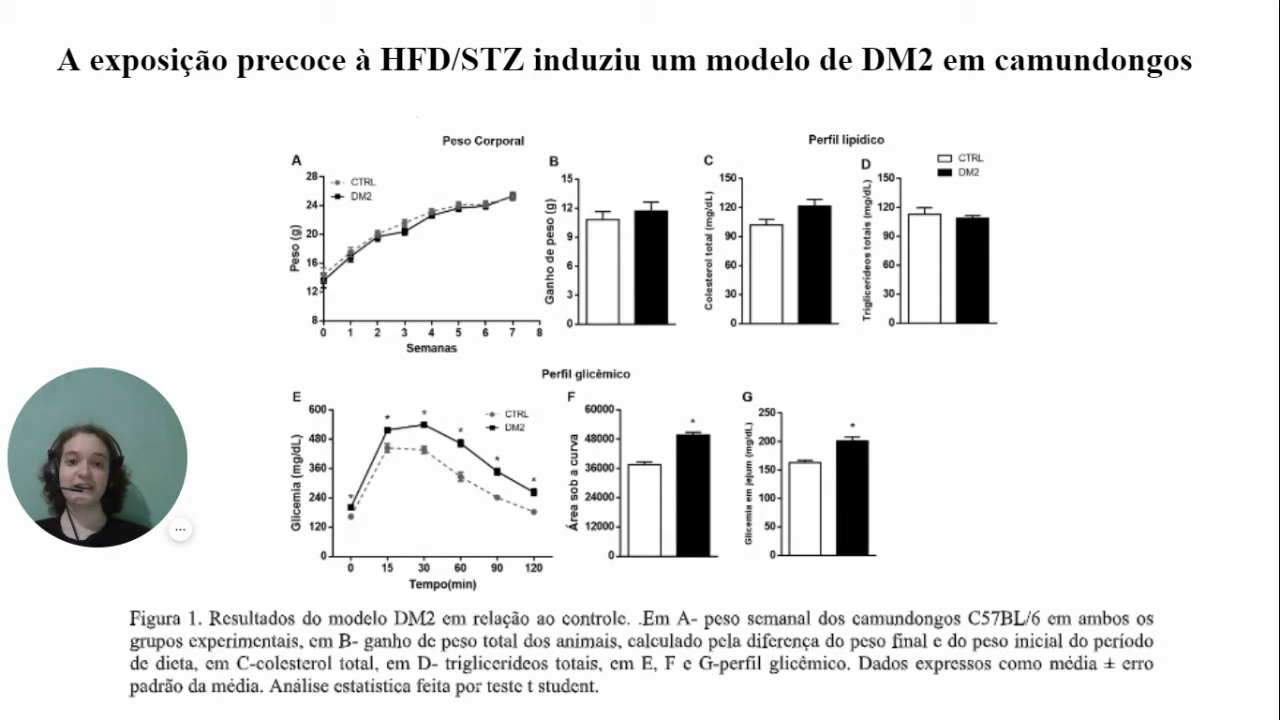 A exposição precoce à HFD/STZ induziu um modelo de DM2 em camundongos
Peso Corporal
Perfil lipídico
A
CTRL
DM2
28
24
20
16
12
8
Peso (g)
0 1 2 3 4 5 6 7 8
Semanas
B
15
12
9
6
3
0
Ganho de peso (g)
C
150
120
90
60
30
0
Colesterol total (mg/dL)
D
CTRL
DM2
150
120
90
60
30
0
Triglicerídeos totais (mg/dL)
Perfil glicêmico
E
CTRL
DM2
600
480
360
240
120
0
Glicemia (mg/dL)
* * * * * *
0 15 30 60 90 120
Tempo(min)
F
60000
48000
36000
24000
12000
0
Área sob a curva
*
G
250
200
150
100
50
0
Glicemia em jejum (mg/dL)
*
...
Figura 1. Resultados do modelo DM2 em relação ao controle. .Em A- peso semanal dos camundongos C57BL/6 em ambos os
grupos experimentais, em B- ganho de peso total dos animais, calculado pela diferença do peso final e do peso inicial do período
de dieta, em C-colesterol total, em D- triglicerídeos totais, em E, F e G-perfil glicêmico. Dados expressos como média ± erro
padrão da média. Análise estatística feita por teste t student.